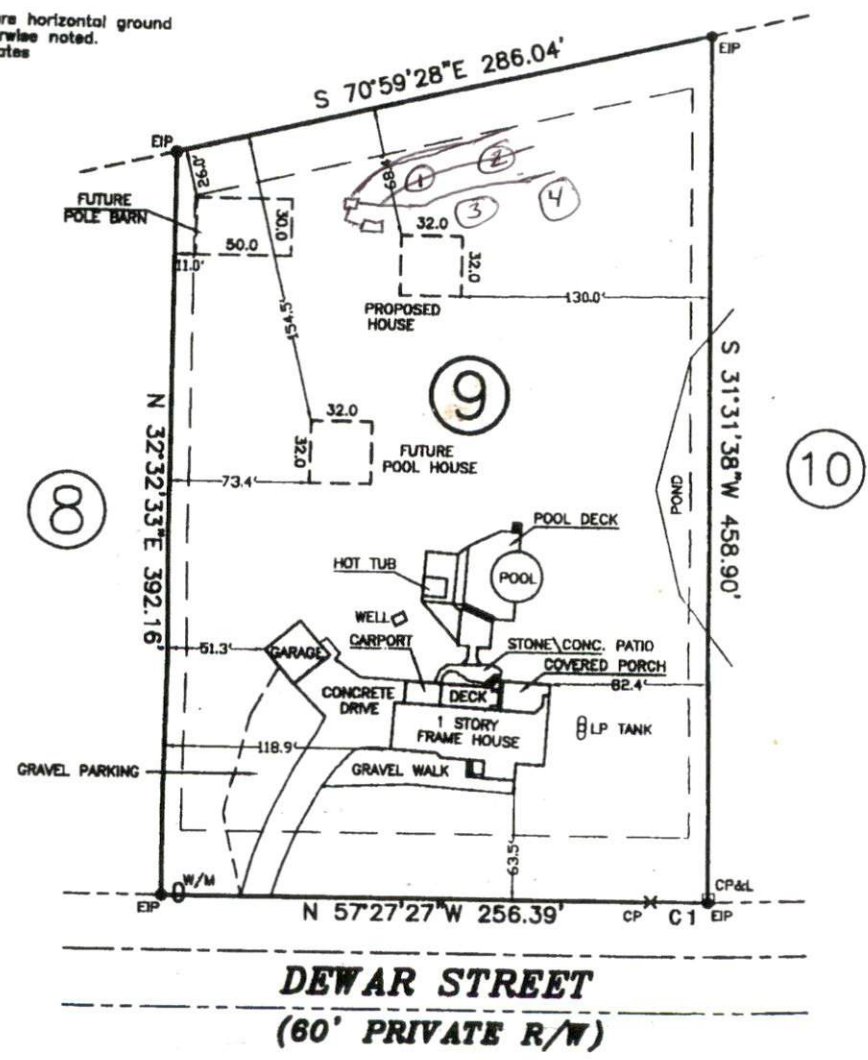 are horizontal ground
erwise noted.
ates
S 70°59'28"E 286.04'
EIP
EIP
26.0'
68.4'
1
2
3
4
FUTURE
POLE BARN
30.0
50.0
11.0'
32.0
32.0
PROPOSED
HOUSE
130.0'
154.5'
9
S 31°31'38"W 458.90'
N 32°32'33"E 392.16'
32.0
32.0
FUTURE
POOL HOUSE
73.4'
8
10
POND
POOL DECK
HOT TUB
POOL
WELL
CARPORT
STONE\CONC. PATIO
COVERED PORCH
51.3'
GARAGE
82.4'
CONCRETE
DRIVE
DECK
1 STORY
FRAME HOUSE
LP TANK
118.9'
GRAVEL PARKING
GRAVEL WALK
63.5'
W/M
CP&L
EIP
N 57°27'27"W 256.39'
CP
C1
EIP
DEWAR STREET
(60' PRIVATE R/W)